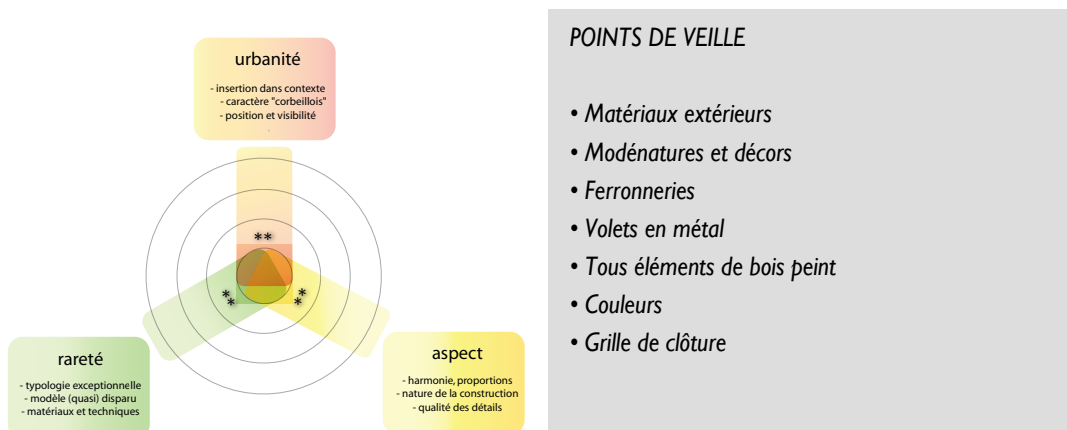 urbanité
- insertion dans contexte
- caractère "corbeillois"
- position et visibilité
.
**
**
**
rareté
- typologie exceptionnelle
- modèle (quasi) disparu
- matériaux et techniques
aspect
- harmonie, proportions
- nature de la construction
- qualité des détails
POINTS DE VEILLE
• Matériaux extérieurs
• Modénatures et décors
• Ferronneries
• Volets en métal
• Tous éléments de bois peint
• Couleurs
• Grille de clôture